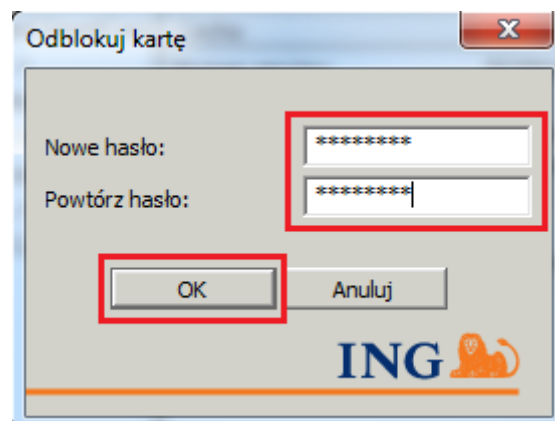 Odblokuj kartę
Nowe hasło: ********
Powtórz hasło: ********
OK Anuluj
ING